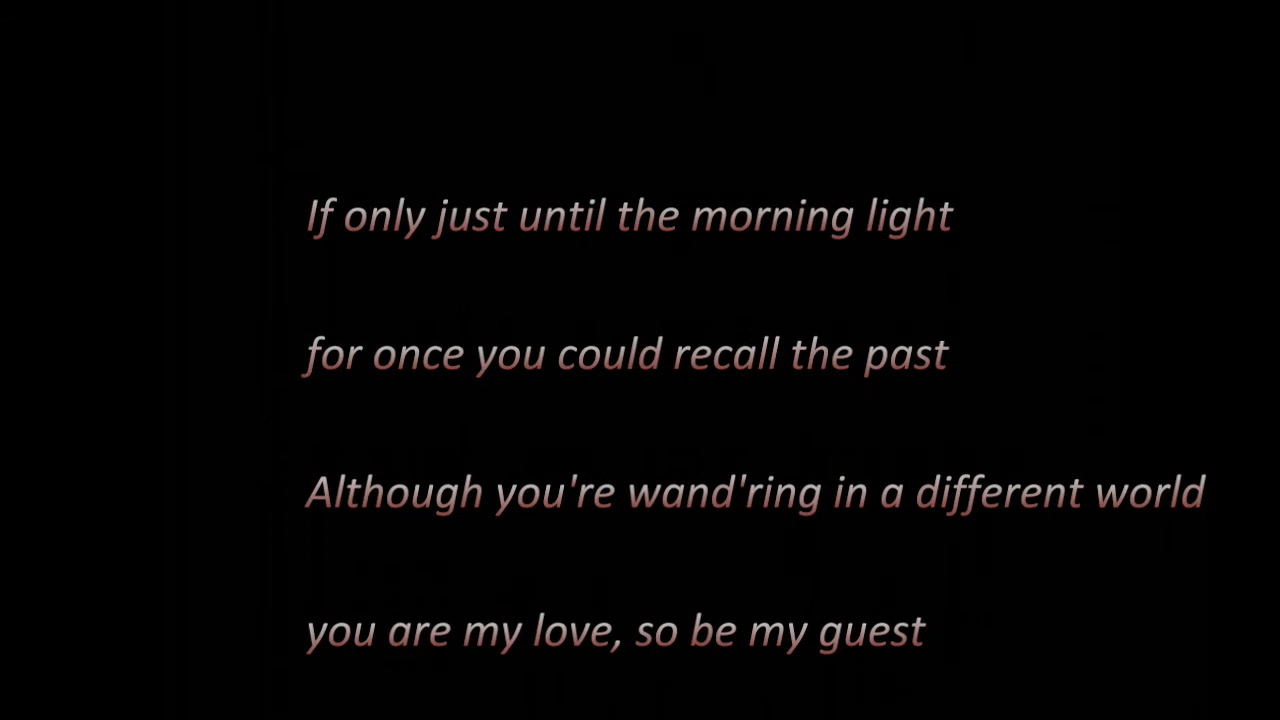 If only just until the morning light
for once you could recall the past
Although you're wand'ring in a different world
you are my love, so be my guest